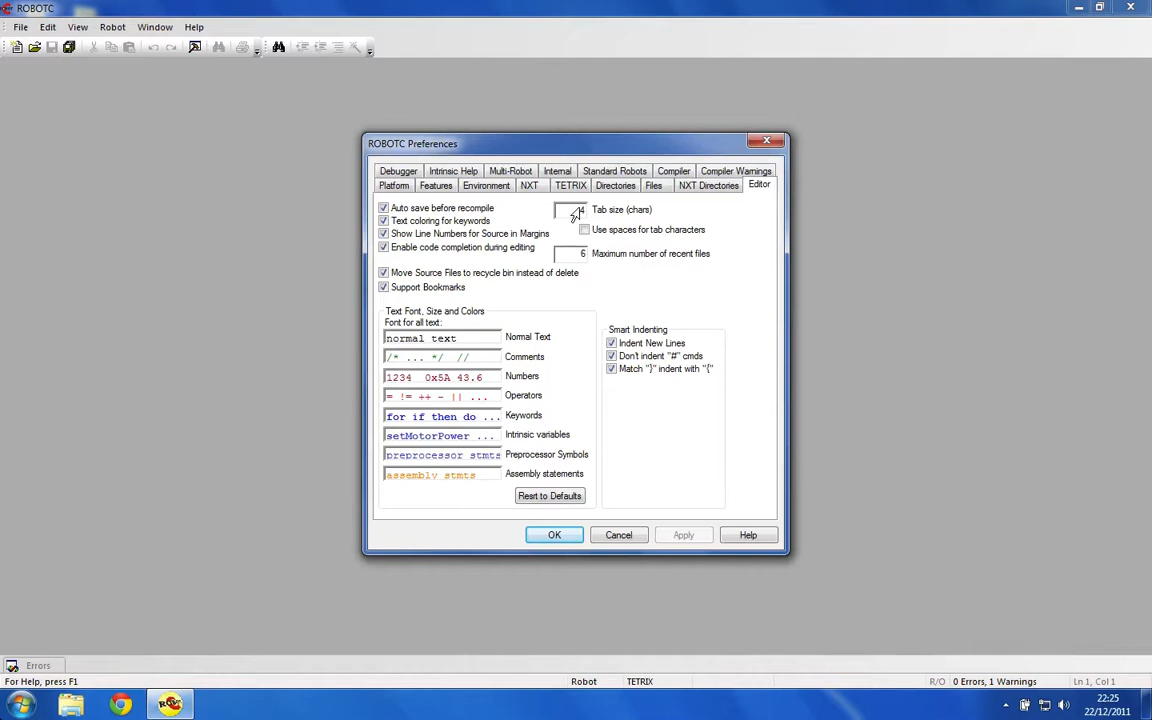 ROBOTC
File Edit View Robot Window Help
ROBOTC Preferences
Debugger Intrinsic Help Multi-Robot Internal Standard Robots Compiler Compiler Warnings
Platform Features Environment NXT TETRIX Directories Files NXT Directories Editor
Auto save before recompile
Text coloring for keywords
Show Line Numbers for Source in Margins
Enable code completion during editing
Move Source Files to recycle bin instead of delete
Support Bookmarks
4 Tab size (chars)
Use spaces for tab characters
6 Maximum number of recent files
Text Font, Size and Colors
Font for all text:
normal text Normal Text
/* ... */ // Comments
1234 0x5A 43.6 Numbers
= != ++ - || ... Operators
for if then do ... Keywords
setMotorPower ... Intrinsic variables
preprocessor stmts Preprocessor Symbols
assembly stmts Assembly statements
Reset to Defaults
Smart Indenting
Indent New Lines
Don't indent "#" cmds
Match "}" indent with "{"
OK Cancel Apply Help
Errors
For Help, press F1 Robot TETRIX R/O 0 Errors, 1 Warnings Ln 1, Col 1
22:25
22/12/2011